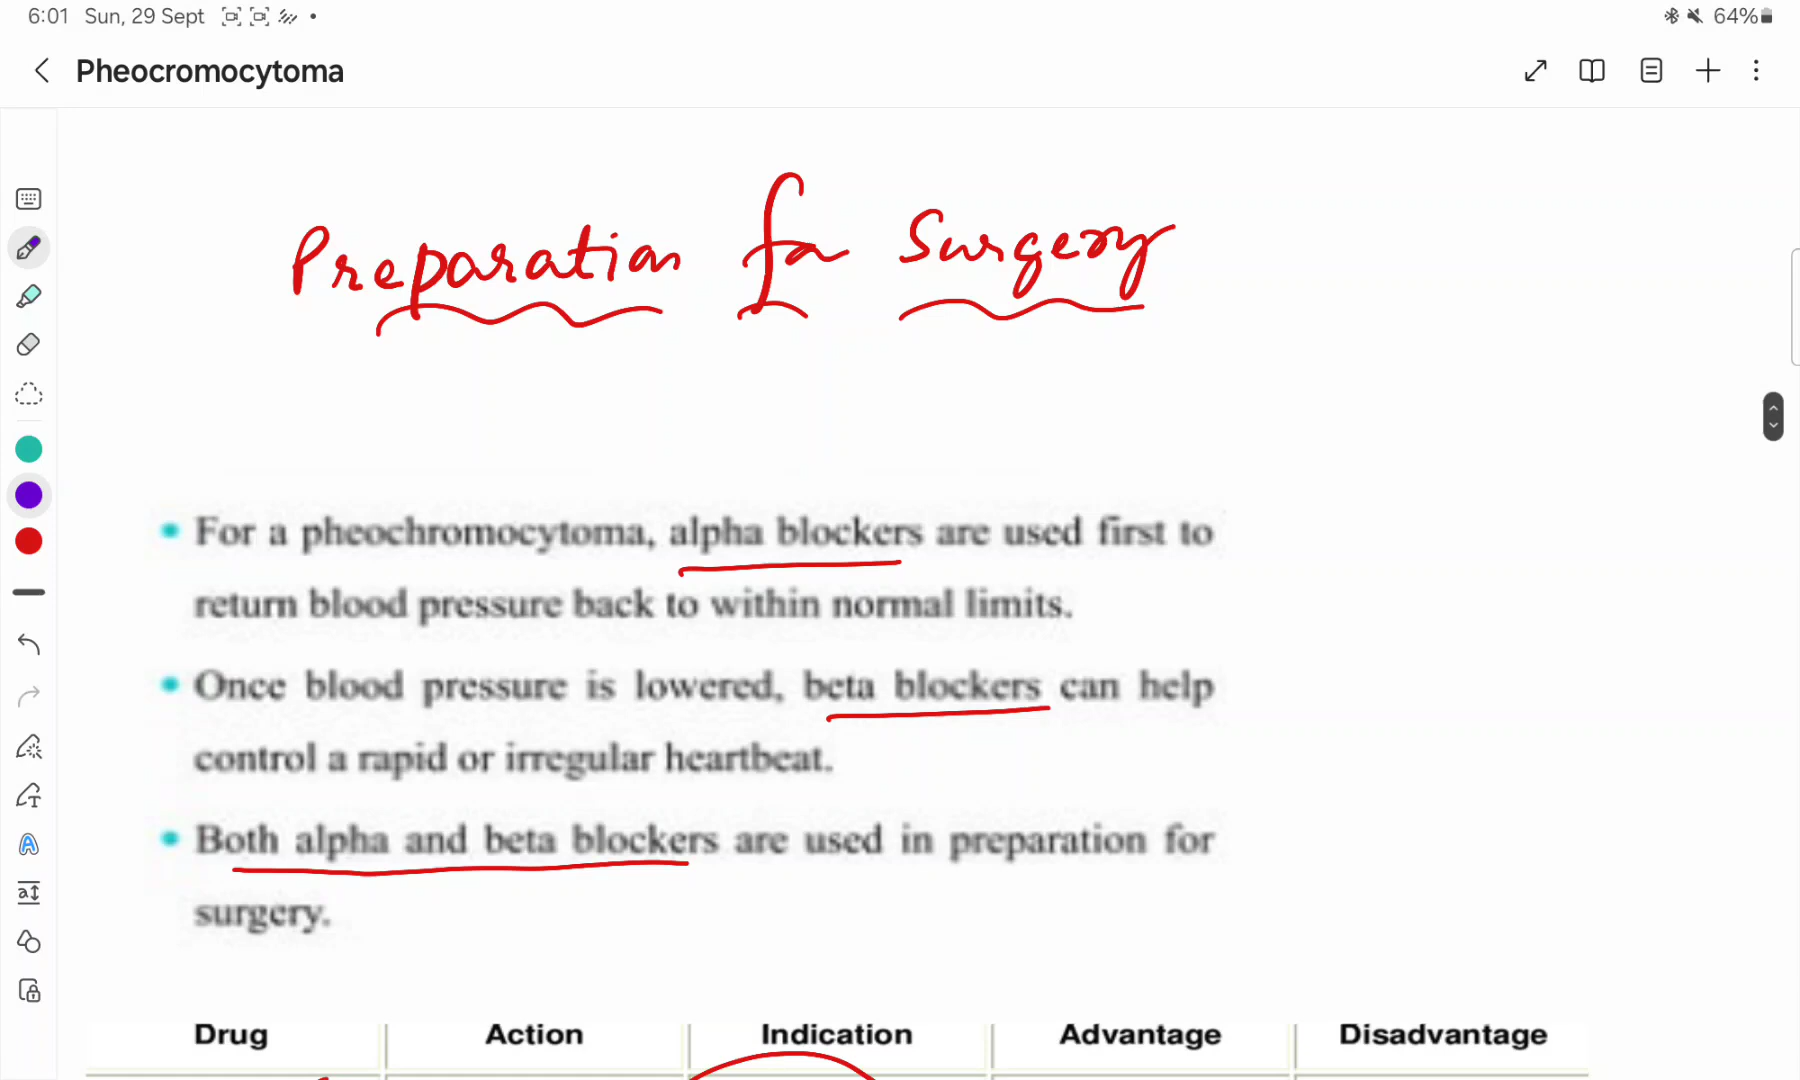 6:01 Sun, 29 Sept 64%
Pheocromocytoma
Preparation for Surgery
• For a pheochromocytoma, alpha blockers are used first to
return blood pressure back to within normal limits.
• Once blood pressure is lowered, beta blockers can help
control a rapid or irregular heartbeat.
• Both alpha and beta blockers are used in preparation for
surgery.
Drug Action Indication Advantage Disadvantage